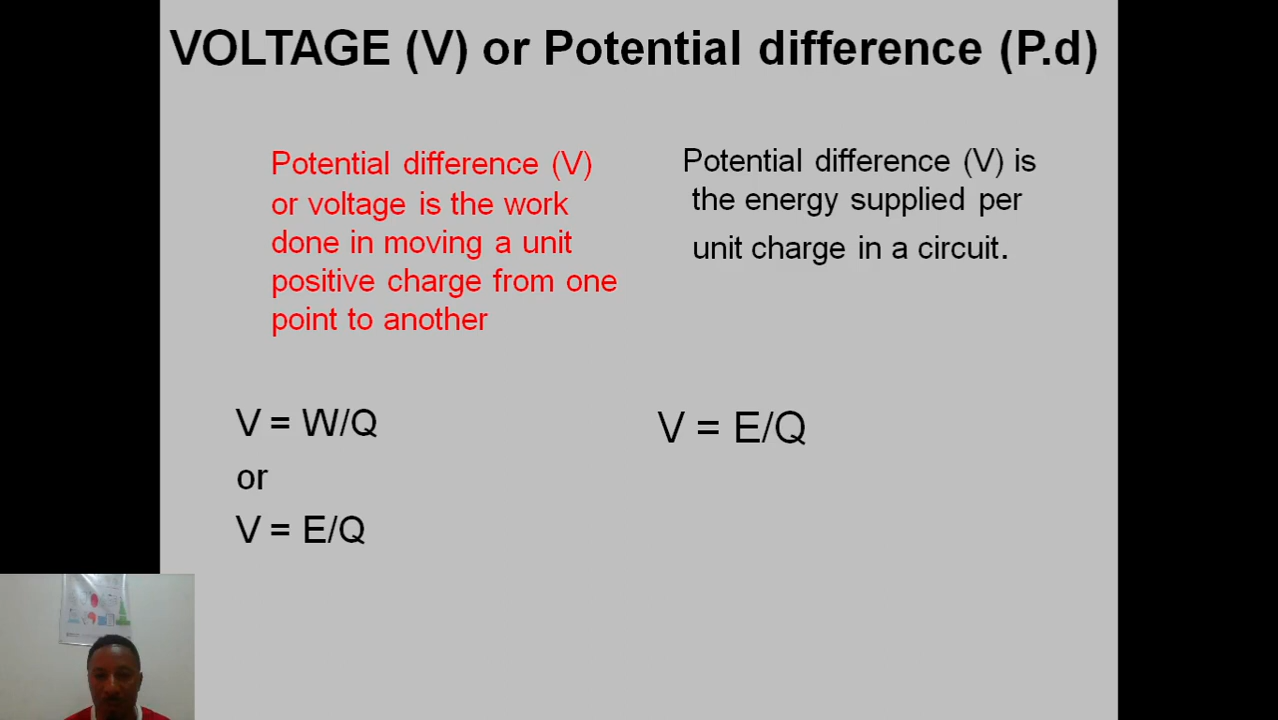 VOLTAGE (V) or Potential difference (P.d)
Potential difference (V)
or voltage is the work
done in moving a unit
positive charge from one
point to another
Potential difference (V) is
the energy supplied per
unit charge in a circuit.
V = W/Q
or
V = E/Q
V = E/Q